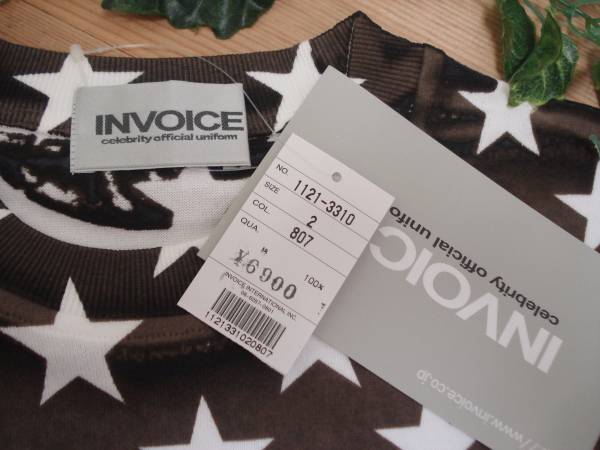 INVOICE
celebrity official uniform
NO. 1121-3310
SIZE 2
COL. 807
QUA. 綿 100%
¥6900
INVOICE INTERNATIONAL INC.
1121331020807
INVOICE
celebrity official unifo
://www.invoice.co.jp